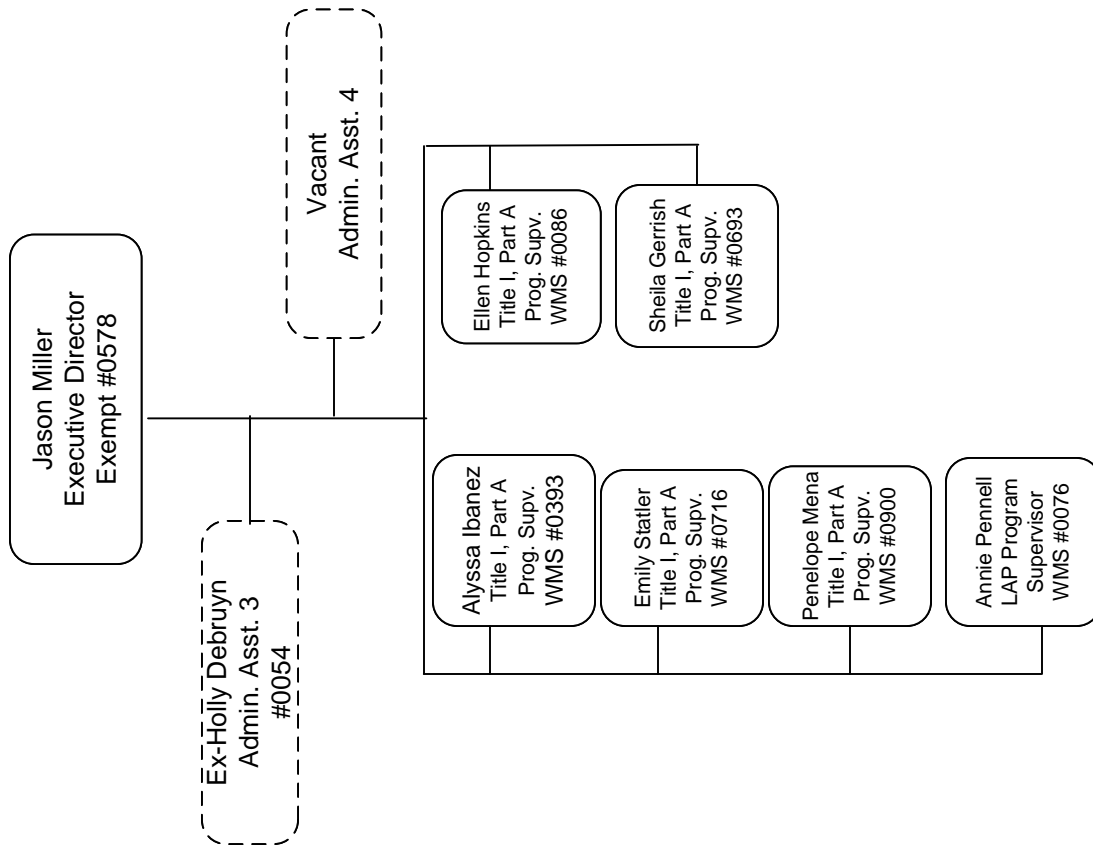 Jason Miller
Executive Director
Exempt #0578
Ex-Holly Debruyn
Admin. Asst. 3
#0054
Vacant
Admin. Asst. 4
Alyssa Ibanez
Title I, Part A
Prog. Supv.
WMS #0393
Emily Statler
Title I, Part A
Prog. Supv.
WMS #0716
Penelope Mena
Title I, Part A
Prog. Supv.
WMS #0900
Annie Pennell
LAP Program
Supervisor
WMS #0076
Ellen Hopkins
Title I, Part A
Prog. Supv.
WMS #0086
Sheila Gerrish
Title I, Part A
Prog. Supv.
WMS #0693